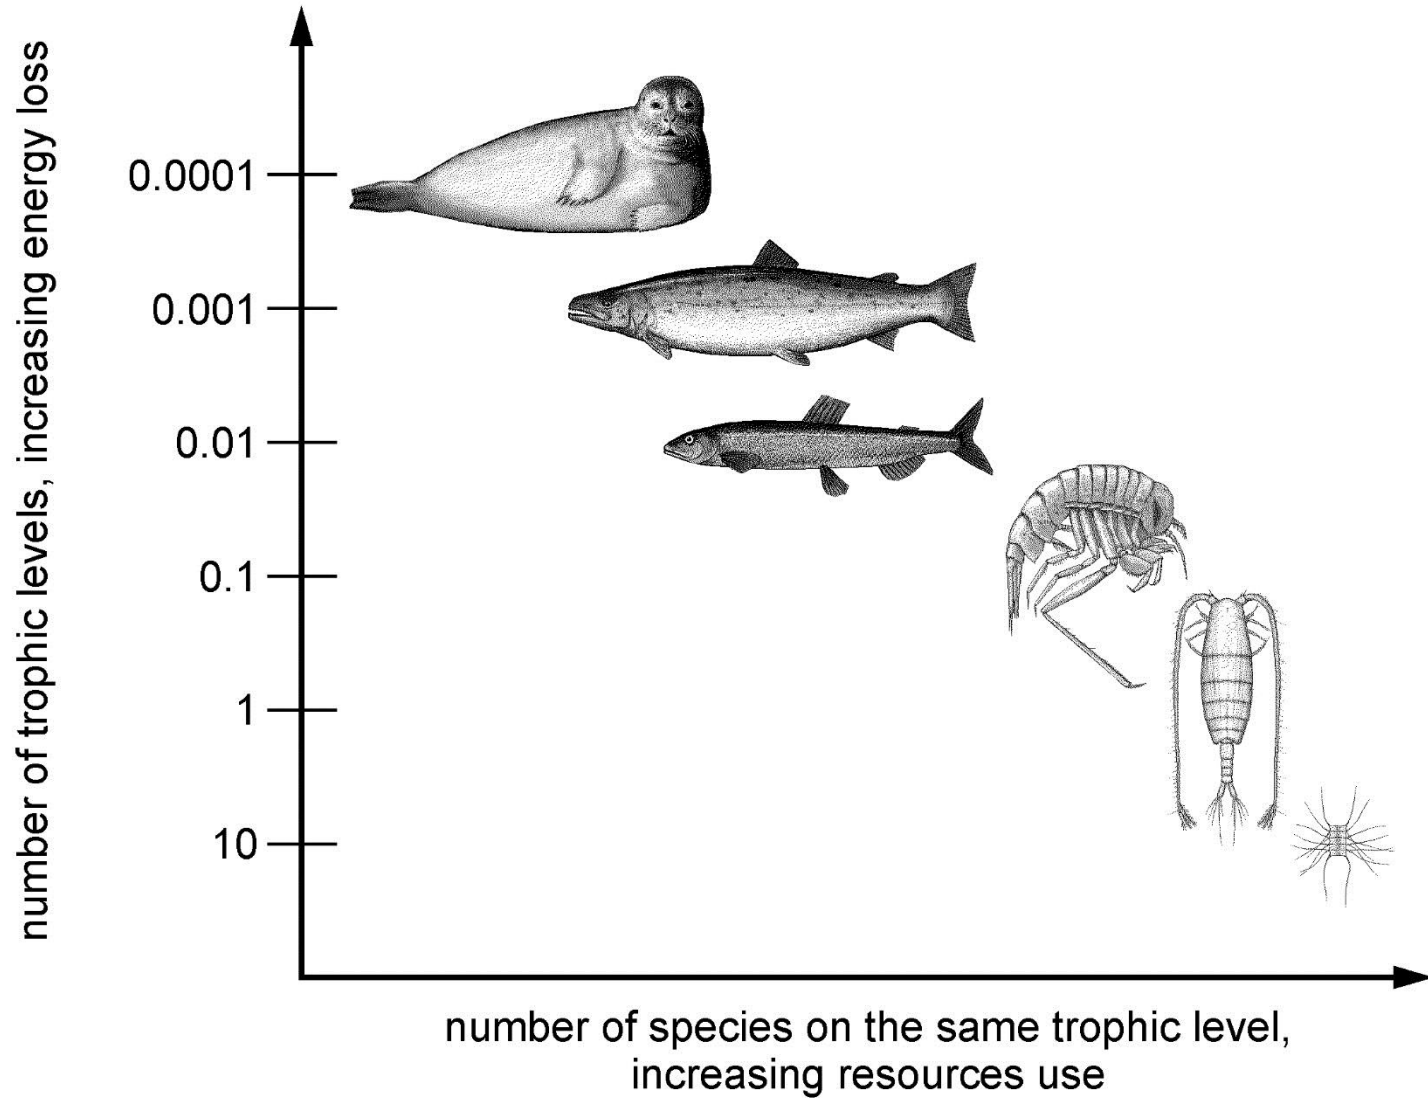 number of trophic levels, increasing energy loss
0.0001
0.001
0.01
0.1
1
10
number of species on the same trophic level,
increasing resources use